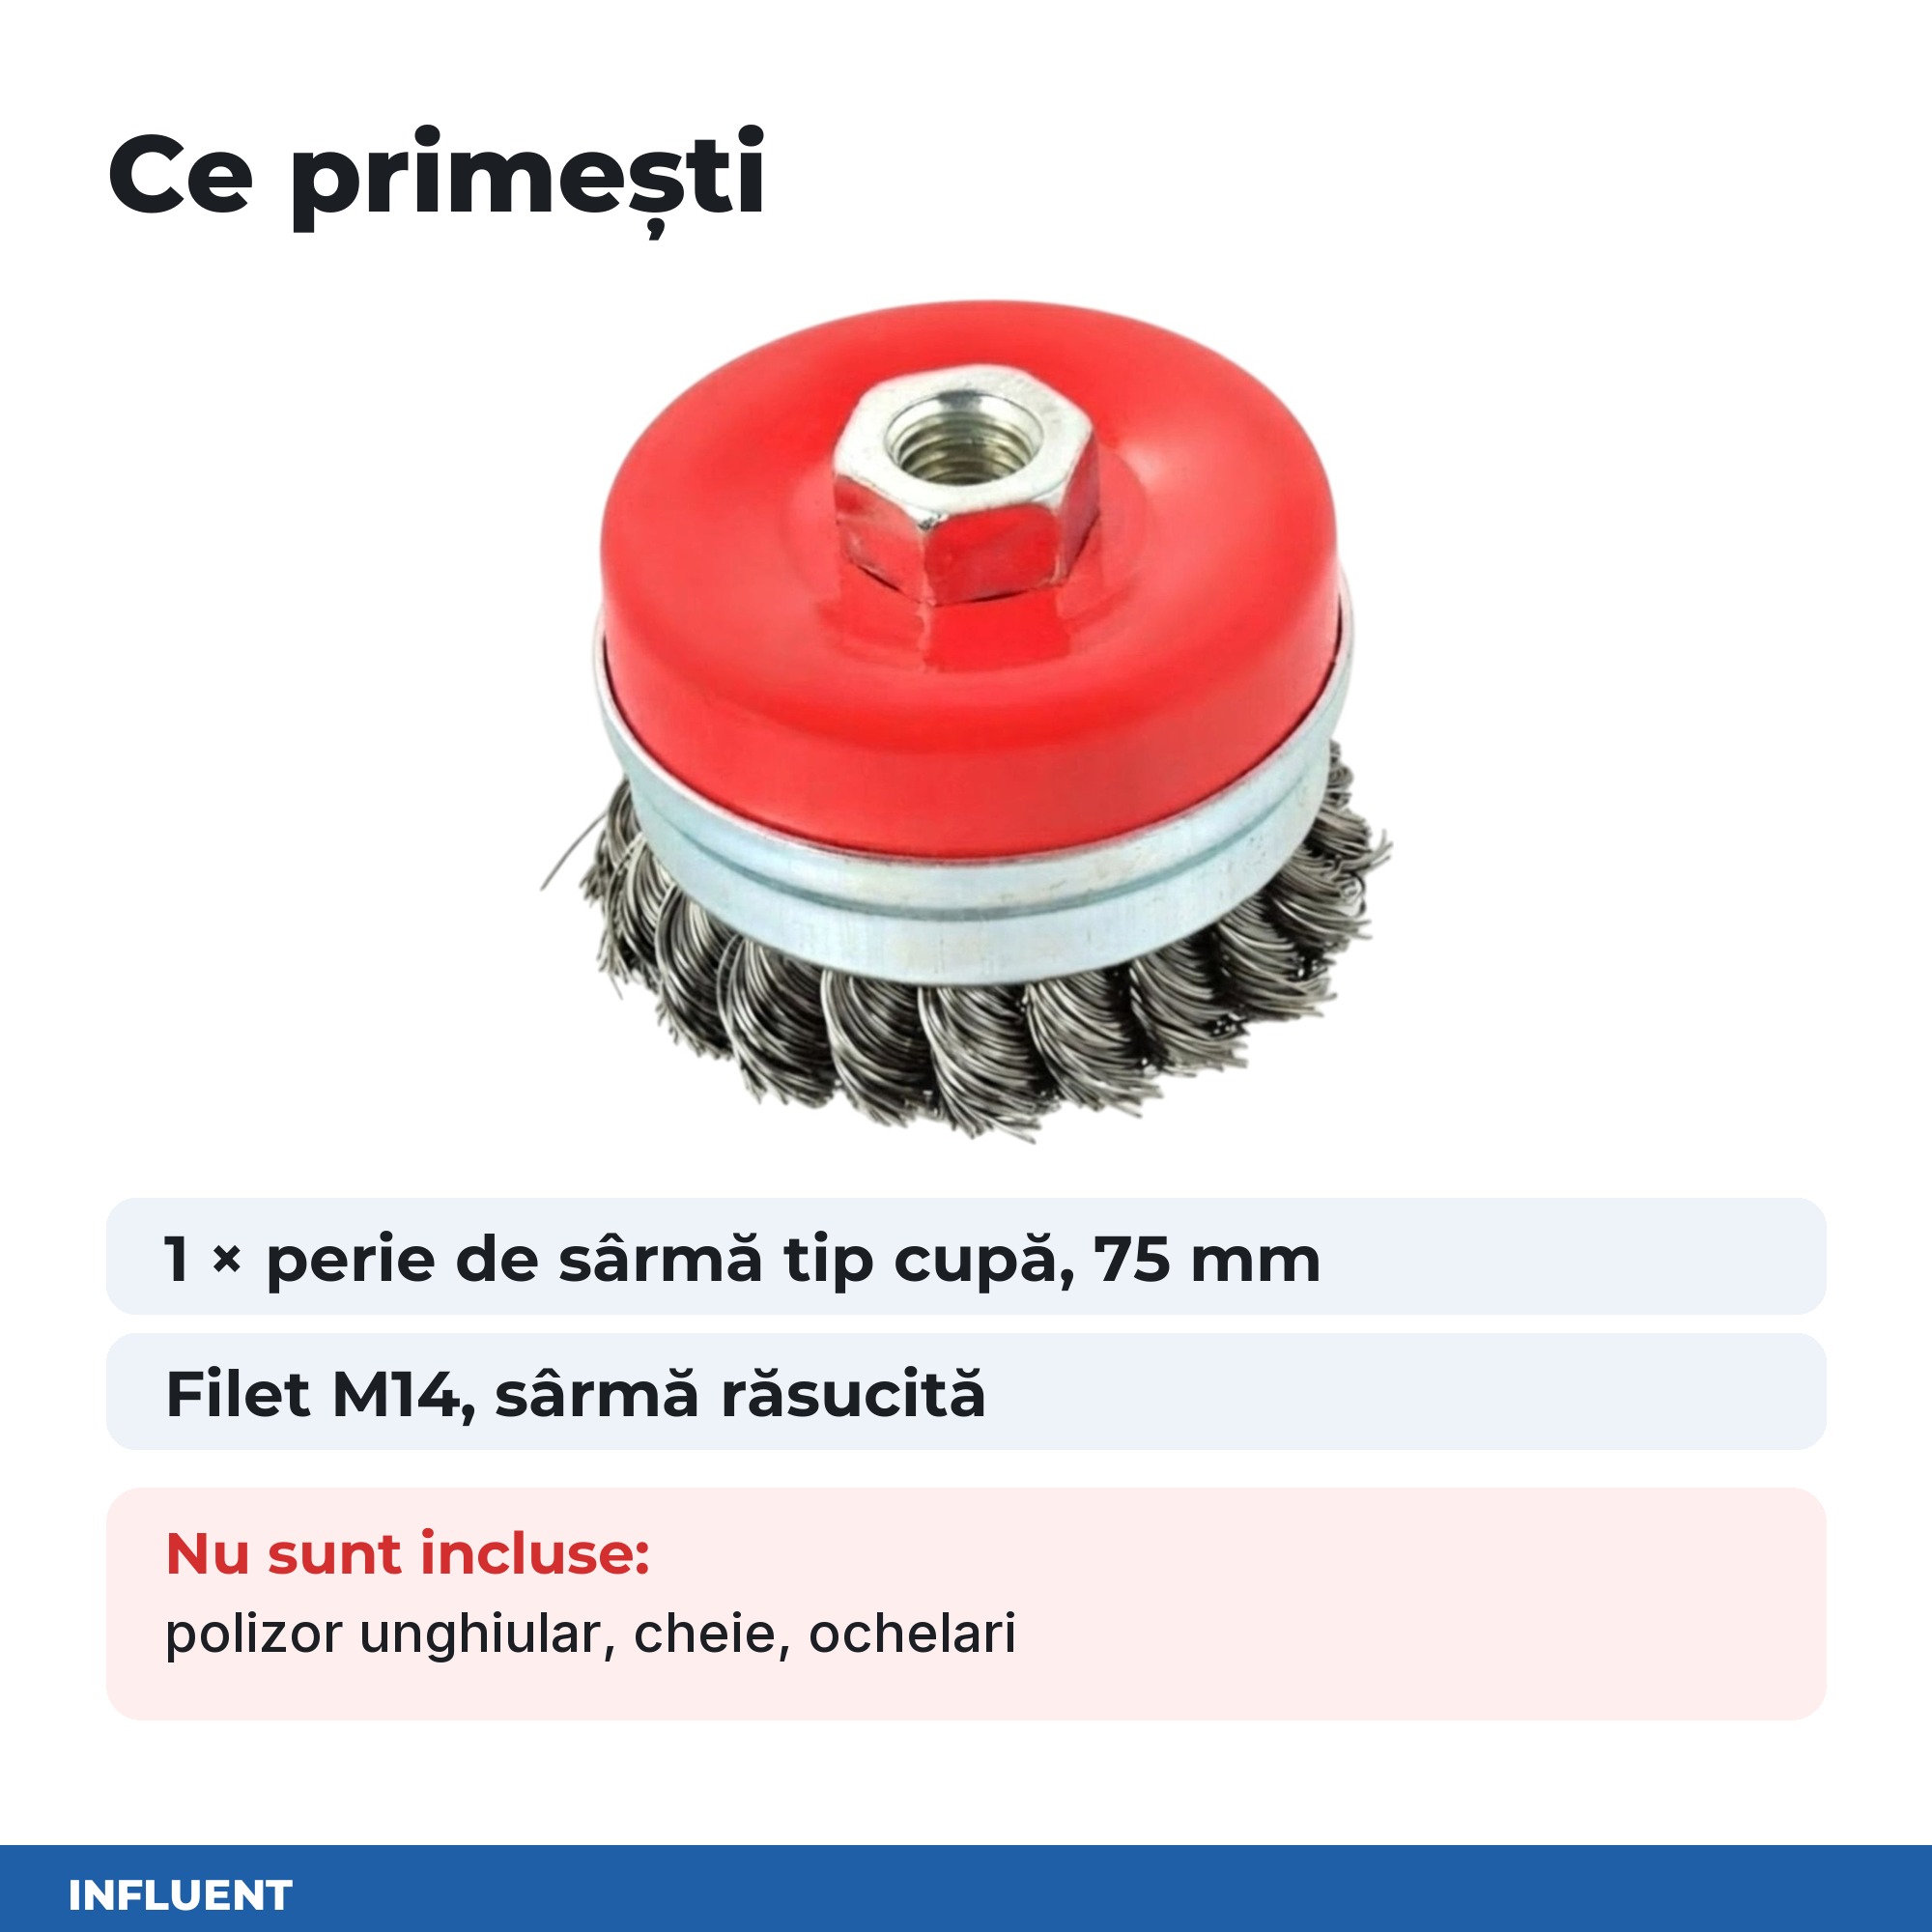 Ce primești
1 × perie de sârmă tip cupă, 75 mm
Filet M14, sârmă răsucită
Nu sunt incluse:
polizor unghiular, cheie, ochelari
INFLUENT